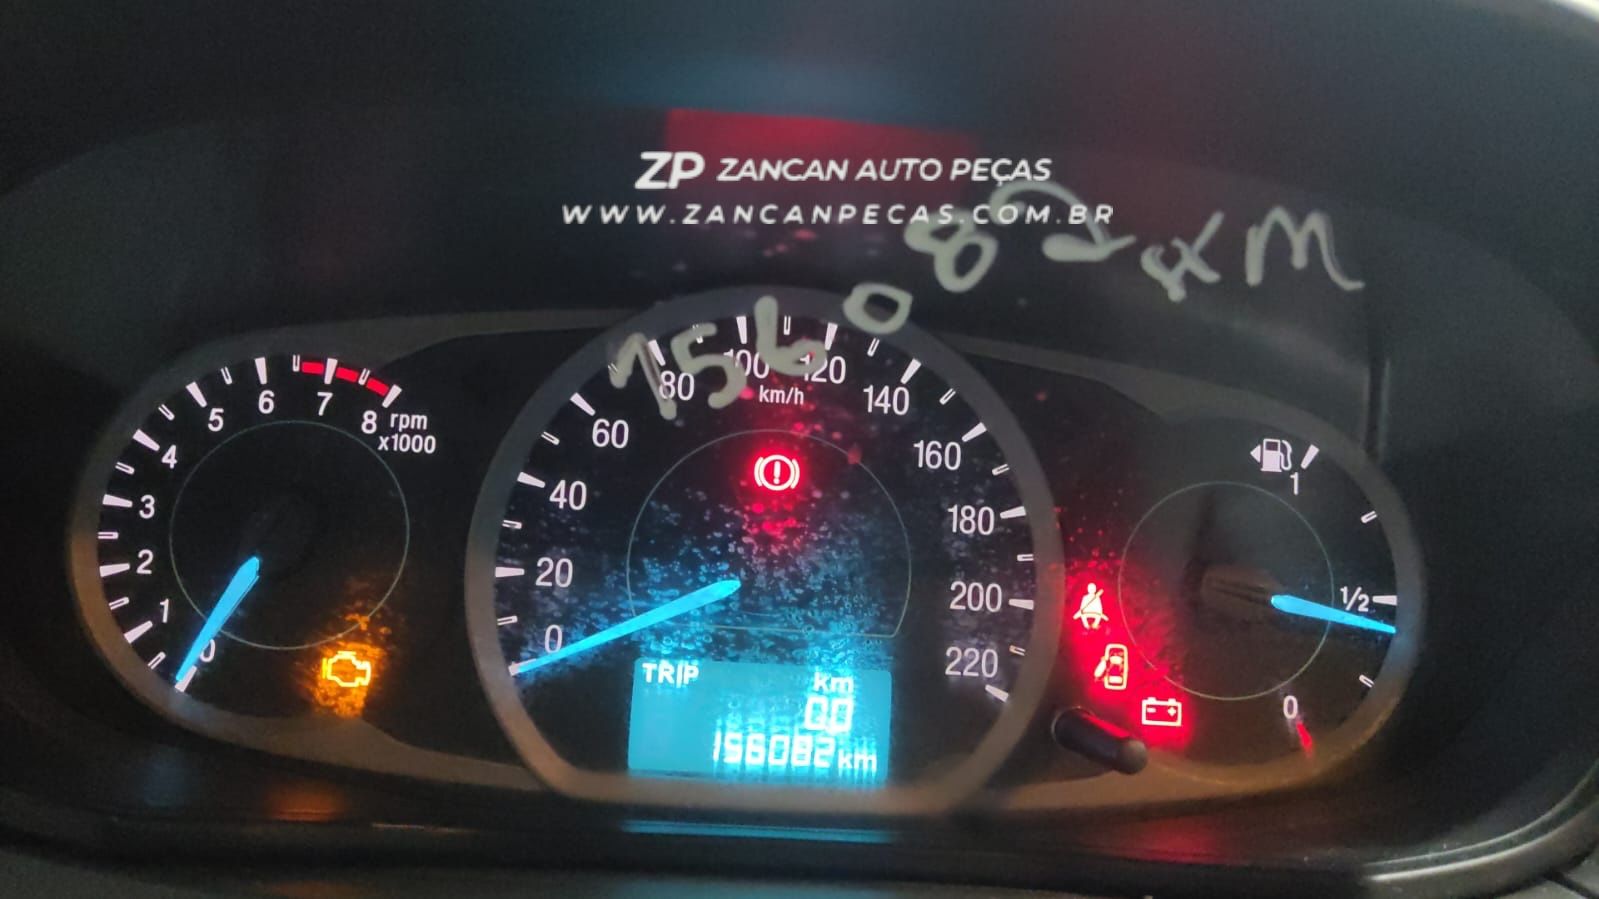 ZP ZANCAN AUTO PEÇAS
WWW.ZANCANPECAS.COM.BR
156082 KM
0 1 2 3 4 5 6 7 8 rpm
x1000
0 20 40 60 80 100 120 140 160 180 200 220
km/h
TRIP km
0.0
156082 km
1
1/2
0